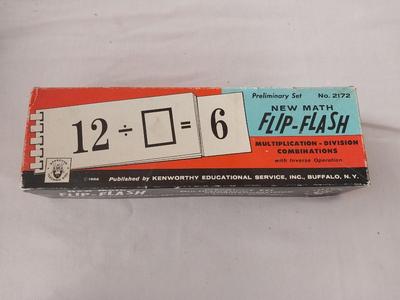 Preliminary Set No. 2172
NEW MATH
FLIP-FLASH
12 ÷ □ = 6
MULTIPLICATION - DIVISION
COMBINATIONS
with Inverse Operation
Published by KENWORTHY EDUCATIONAL SERVICE, INC., BUFFALO, N.Y.
FLIP-FLASH